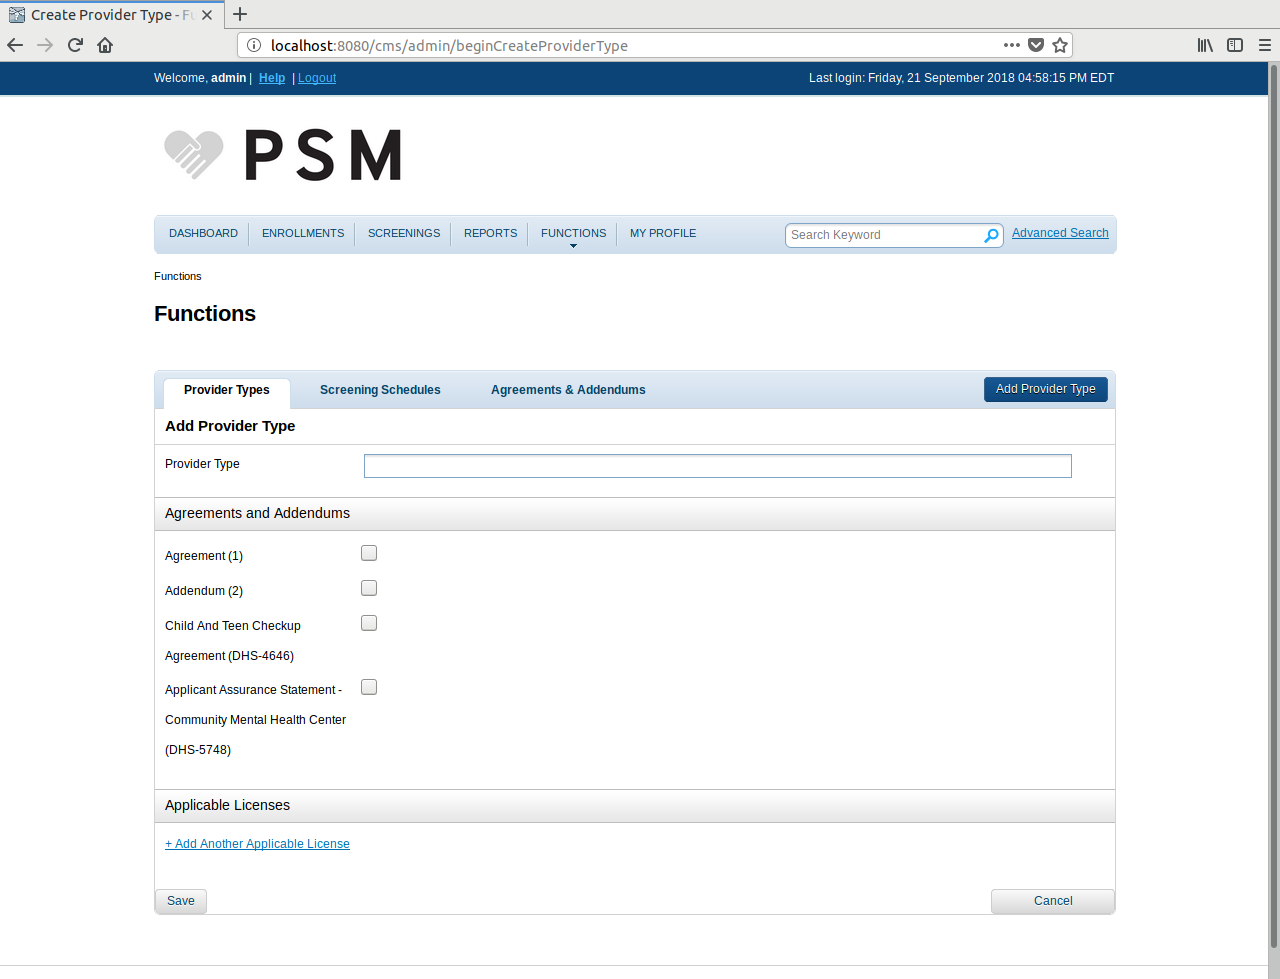 Create Provider Type - Fu
localhost:8080/cms/admin/beginCreateProviderType
Welcome, admin | Help | Logout
Last login: Friday, 21 September 2018 04:58:15 PM EDT
PSM
DASHBOARD ENROLLMENTS SCREENINGS REPORTS FUNCTIONS MY PROFILE Search Keyword Advanced Search
Functions
Functions
Provider Types Screening Schedules Agreements & Addendums Add Provider Type
Add Provider Type
Provider Type
Agreements and Addendums
Agreement (1)
Addendum (2)
Child And Teen Checkup
Agreement (DHS-4646)
Applicant Assurance Statement -
Community Mental Health Center
(DHS-5748)
Applicable Licenses
+ Add Another Applicable License
Save Cancel